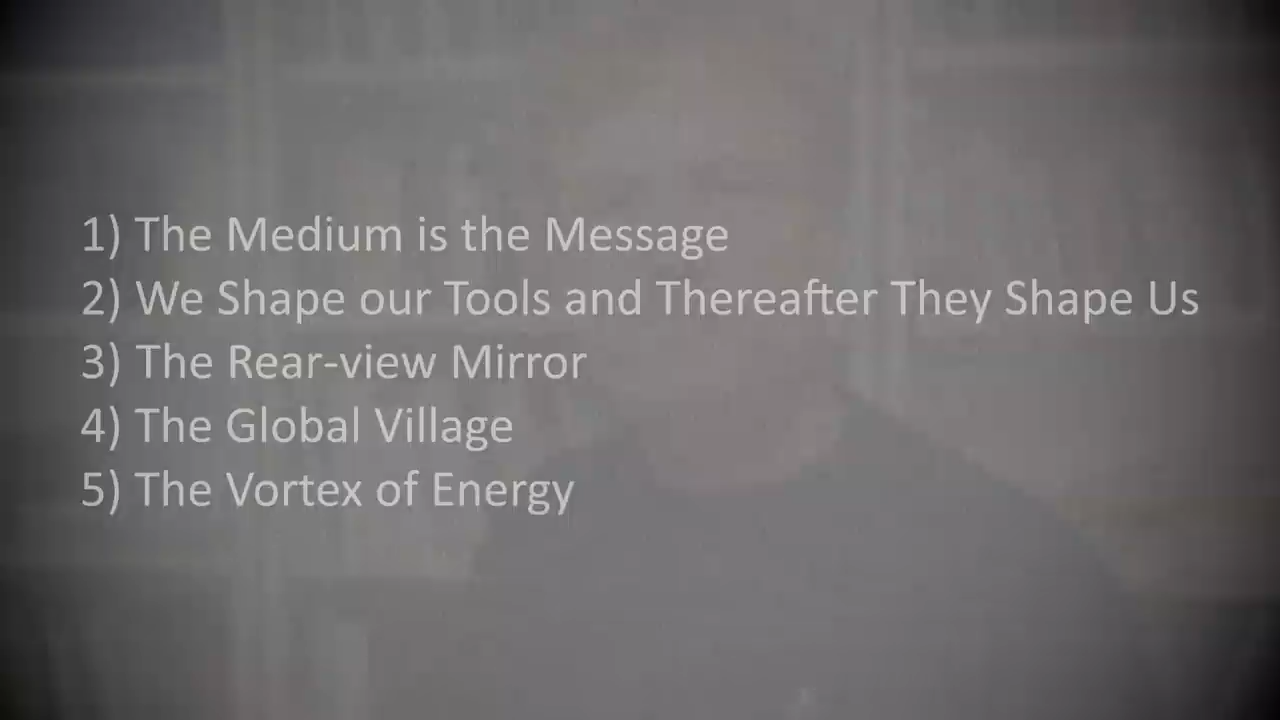 1) The Medium is the Message
2) We Shape our Tools and Thereafter They Shape Us
3) The Rear-view Mirror
4) The Global Village
5) The Vortex of Energy